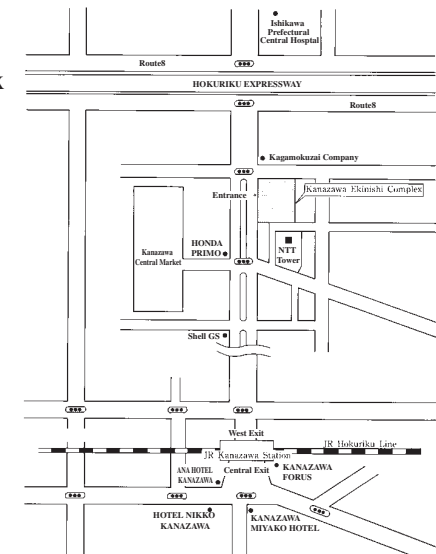 Ishikawa
Prefectural
Central Hosptal
Route8
HOKURIKU EXPRESSWAY
Route8
Kagamokuzai Company
Entrance
Kanazawa Ekinishi Complex
HONDA
PRIMO
NTT
Tower
Kanazawa
Central Market
Shell GS
West Exit
JR Hokuriku Line
JR Kanazawa Station
ANA HOTEL
KANAZAWA
Central Exit
KANAZAWA
FORUS
HOTEL NIKKO
KANAZAWA
KANAZAWA
MIYAKO HOTEL